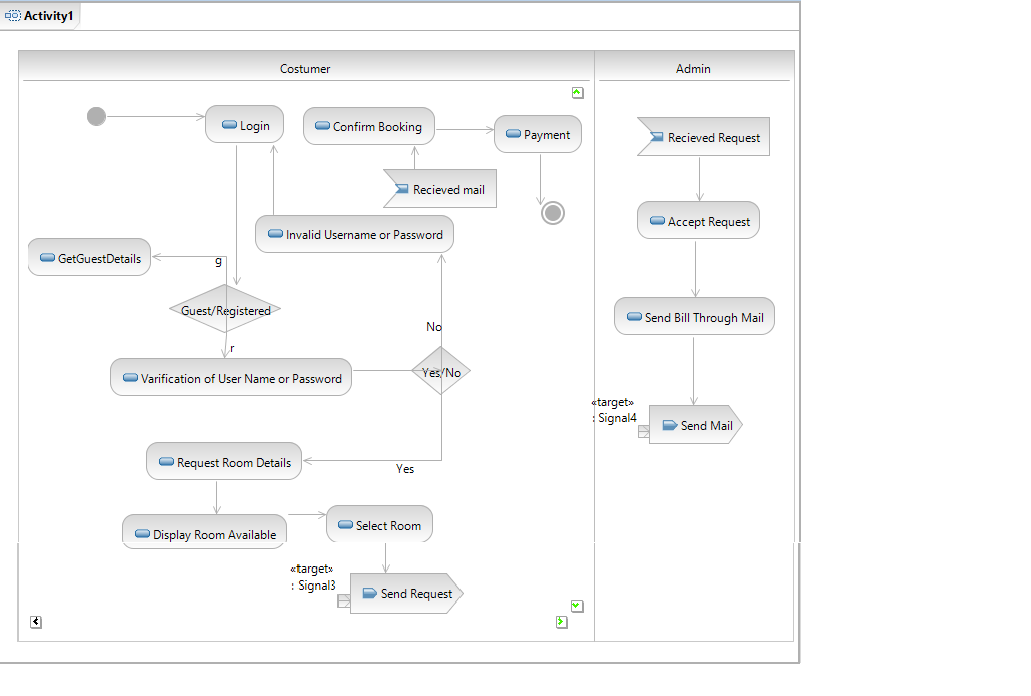 Activity1
Costumer
Admin
Login
Confirm Booking
Payment
Recieved Request
Recieved mail
Accept Request
Invalid Username or Password
GetGuestDetails
g
Guest/Registered
Send Bill Through Mail
No
r
Varification of User Name or Password
Yes/No
«target»
: Signal4
Send Mail
Request Room Details
Yes
Display Room Available
Select Room
«target»
: Signal3
Send Request